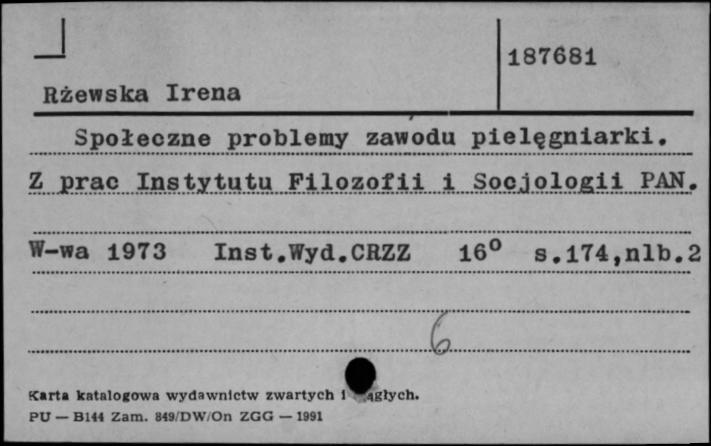 187681
Rżewska Irena
Społeczne problemy zawodu pielęgniarki.
Z prac Instytutu Filozofii i Socjologii PAN.
W-wa 1973 Inst.Wyd.CRZZ 16⁰ s.174,nlb.2
6
Karta katalogowa wydawnictw zwartych i
PU — B144 Zam. 849/DW/On ZGG — 1991